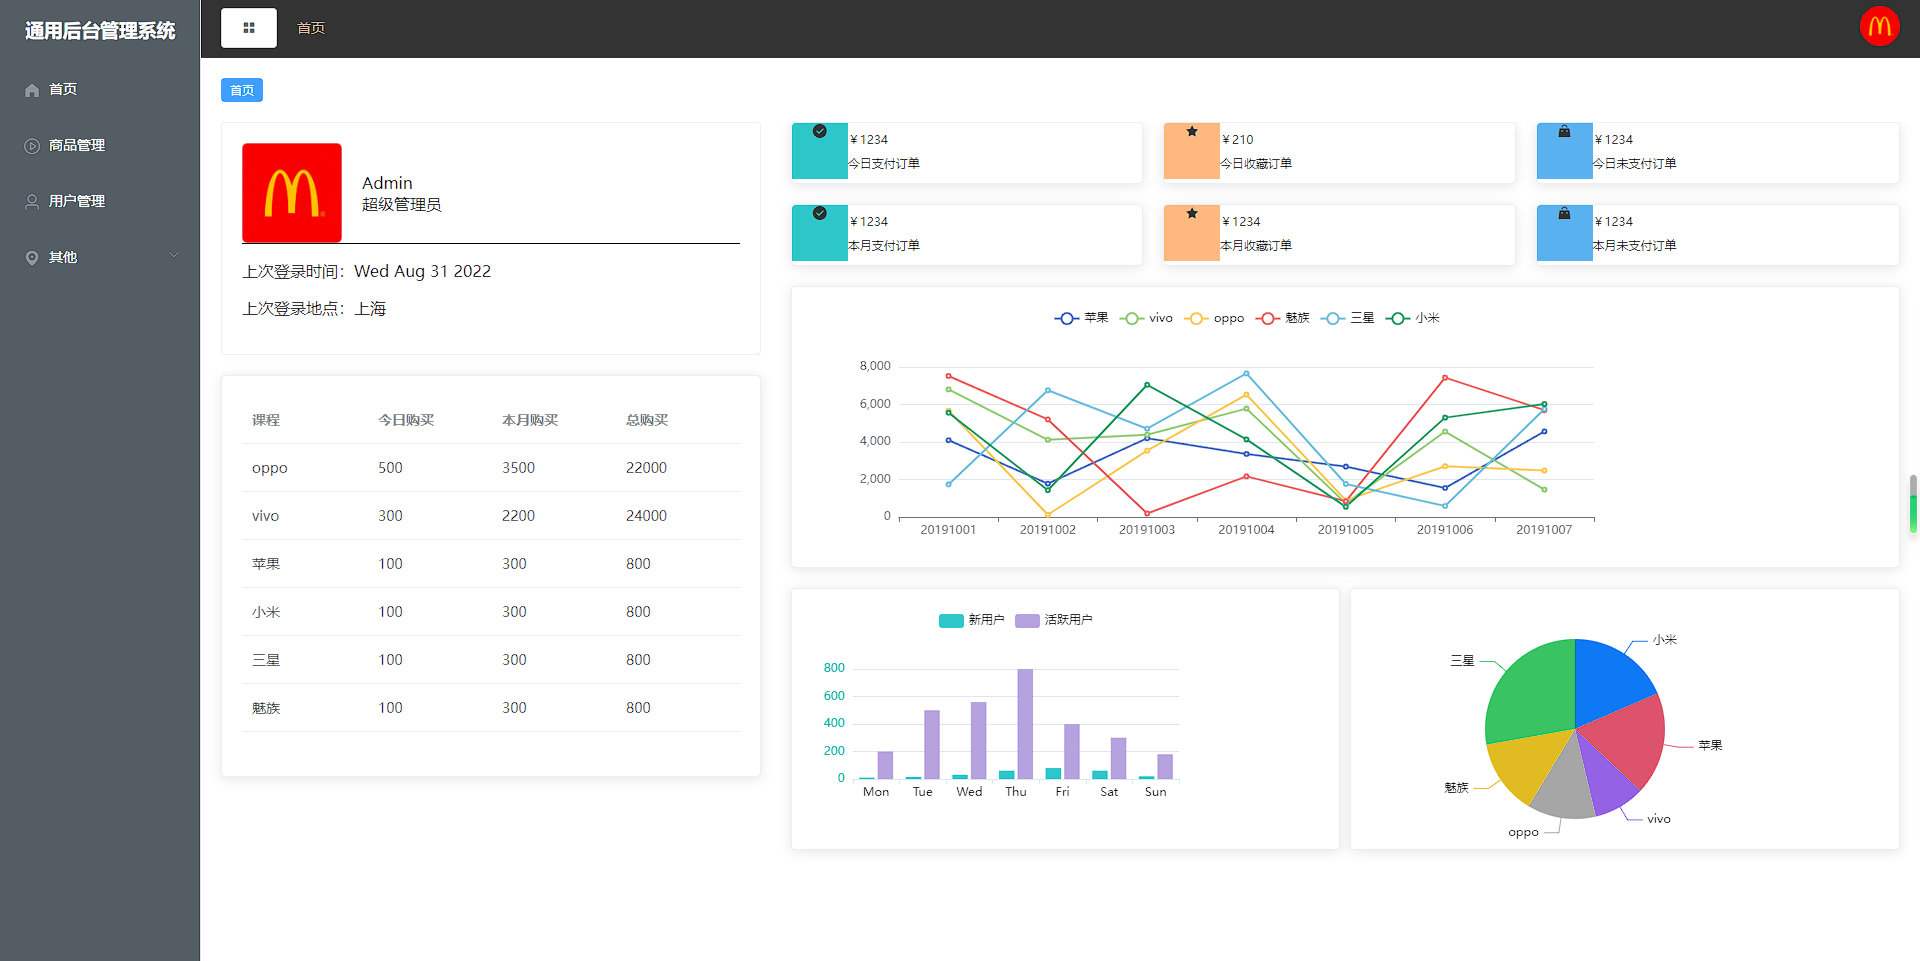 通用后台管理系统
首页
商品管理
用户管理
其他
首页
首页
Admin
超级管理员
上次登录时间：Wed Aug 31 2022
上次登录地点：上海
课程 今日购买 本月购买 总购买
oppo 500 3500 22000
vivo 300 2200 24000
苹果 100 300 800
小米 100 300 800
三星 100 300 800
魅族 100 300 800
￥1234
今日支付订单
￥210
今日收藏订单
￥1234
今日未支付订单
￥1234
本月支付订单
￥1234
本月收藏订单
￥1234
本月未支付订单
苹果 vivo oppo 魅族 三星 小米
8,000
6,000
4,000
2,000
0
20191001 20191002 20191003 20191004 20191005 20191006 20191007
新用户 活跃用户
800
600
400
200
0
Mon Tue Wed Thu Fri Sat Sun
小米
三星
苹果
魅族
vivo
oppo